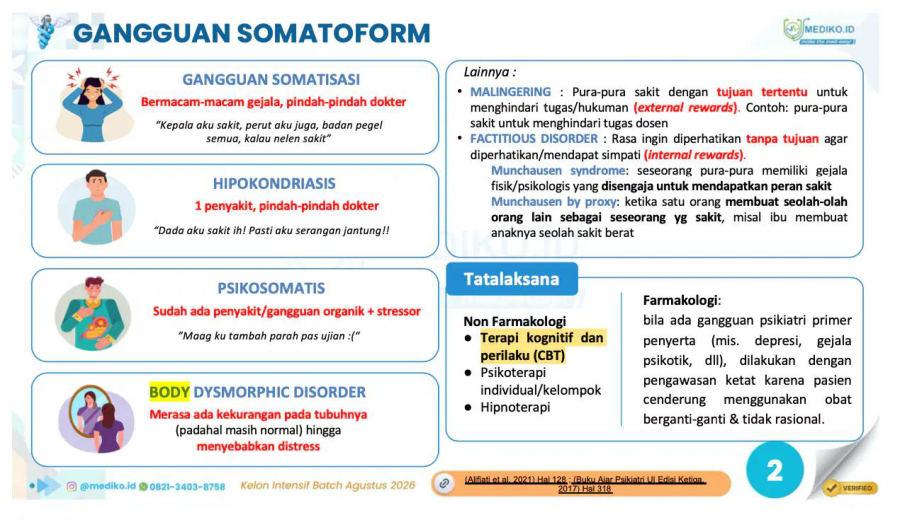 GANGGUAN SOMATOFORM
MEDIKO.ID
GANGGUAN SOMATISASI
Bermacam-macam gejala, pindah-pindah dokter
"Kepala aku sakit, perut aku juga, badan pegel
semua, kalau nelen sakit"
HIPOKONDRIASIS
1 penyakit, pindah-pindah dokter
"Dada aku sakit ih! Pasti aku serangan jantung!!
PSIKOSOMATIS
Sudah ada penyakit/gangguan organik + stressor
"Maag ku tambah parah pas ujian :("
BODY DYSMORPHIC DISORDER
Merasa ada kekurangan pada tubuhnya
(padahal masih normal) hingga
menyebabkan distress
Lainnya :
• MALINGERING : Pura-pura sakit dengan tujuan tertentu untuk
menghindari tugas/hukuman (external rewards). Contoh: pura-pura
sakit untuk menghindari tugas dosen
• FACTITIOUS DISORDER : Rasa ingin diperhatikan tanpa tujuan agar
diperhatikan/mendapat simpati (internal rewards).
Munchausen syndrome: seseorang pura-pura memiliki gejala
fisik/psikologis yang disengaja untuk mendapatkan peran sakit
Munchausen by proxy: ketika satu orang membuat seolah-olah
orang lain sebagai seseorang yg sakit, misal ibu membuat
anaknya seolah sakit berat
MEDIKO.ID
Tatalaksana
Non Farmakologi
● Terapi kognitif dan
perilaku (CBT)
● Psikoterapi
individual/kelompok
● Hipnoterapi
Farmakologi:
bila ada gangguan psikiatri primer
penyerta (mis. depresi, gejala
psikotik, dll), dilakukan dengan
pengawasan ketat karena pasien
cenderung menggunakan obat
berganti-ganti & tidak rasional.
@mediko.id 0821-3403-8758 Kelon Intensif Batch Agustus 2026
(Alifiati et al. 2021) Hal 128 ; (Buku Ajar Psikiatri UI Edisi Ketiga,
2017) Hal 318
2
VERIFIED